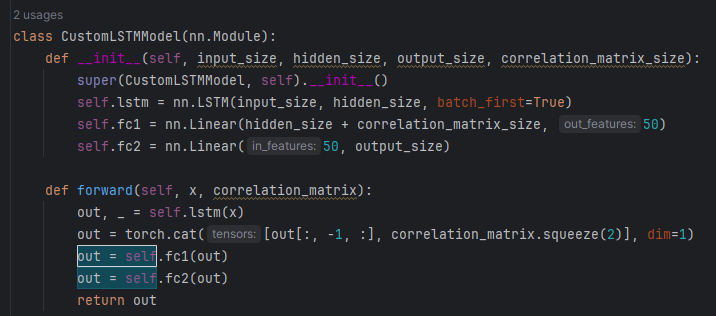 2 usages
class CustomLSTMModel(nn.Module):
    def __init__(self, input_size, hidden_size, output_size, correlation_matrix_size):
        super(CustomLSTMModel, self).__init__()
        self.lstm = nn.LSTM(input_size, hidden_size, batch_first=True)
        self.fc1 = nn.Linear(hidden_size + correlation_matrix_size, out_features: 50)
        self.fc2 = nn.Linear( in_features: 50, output_size)
    def forward(self, x, correlation_matrix):
        out, _ = self.lstm(x)
        out = torch.cat( tensors: [out[:, -1, :], correlation_matrix.squeeze(2)], dim=1)
        out = self.fc1(out)
        out = self.fc2(out)
        return out